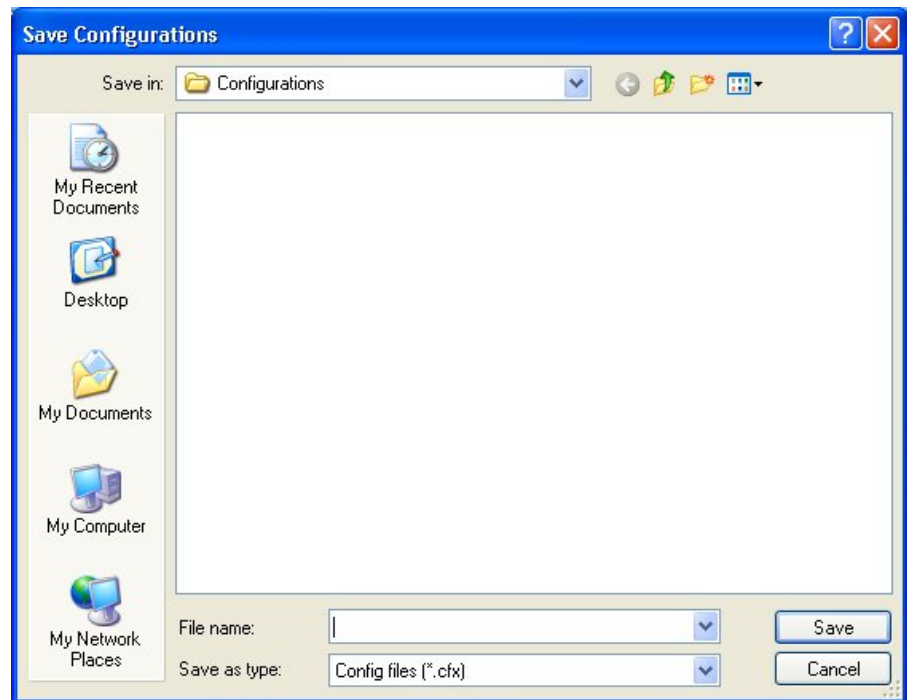 Save Configurations
Save in:
Configurations
My Recent
Documents
Desktop
My Documents
My Computer
My Network
Places
File name:
Save
Save as type:
Config files (*.cfx)
Cancel